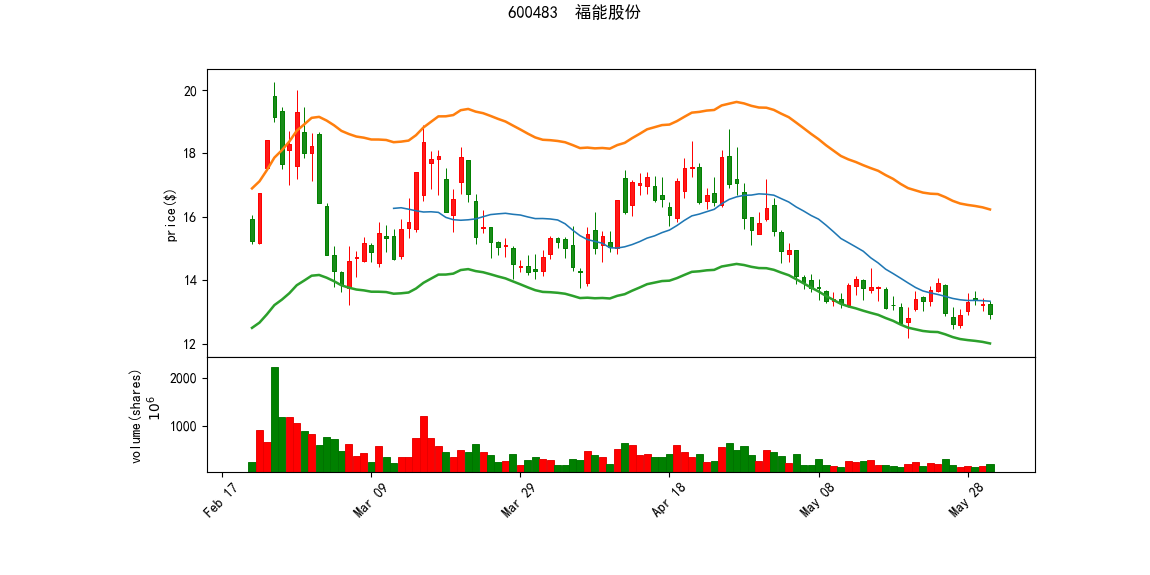 600483 福能股份
20
18
16
14
12
price($)
2000
1000
volume(shares)
10^6
Feb 17
Mar 09
Mar 29
Apr 18
May 08
May 28